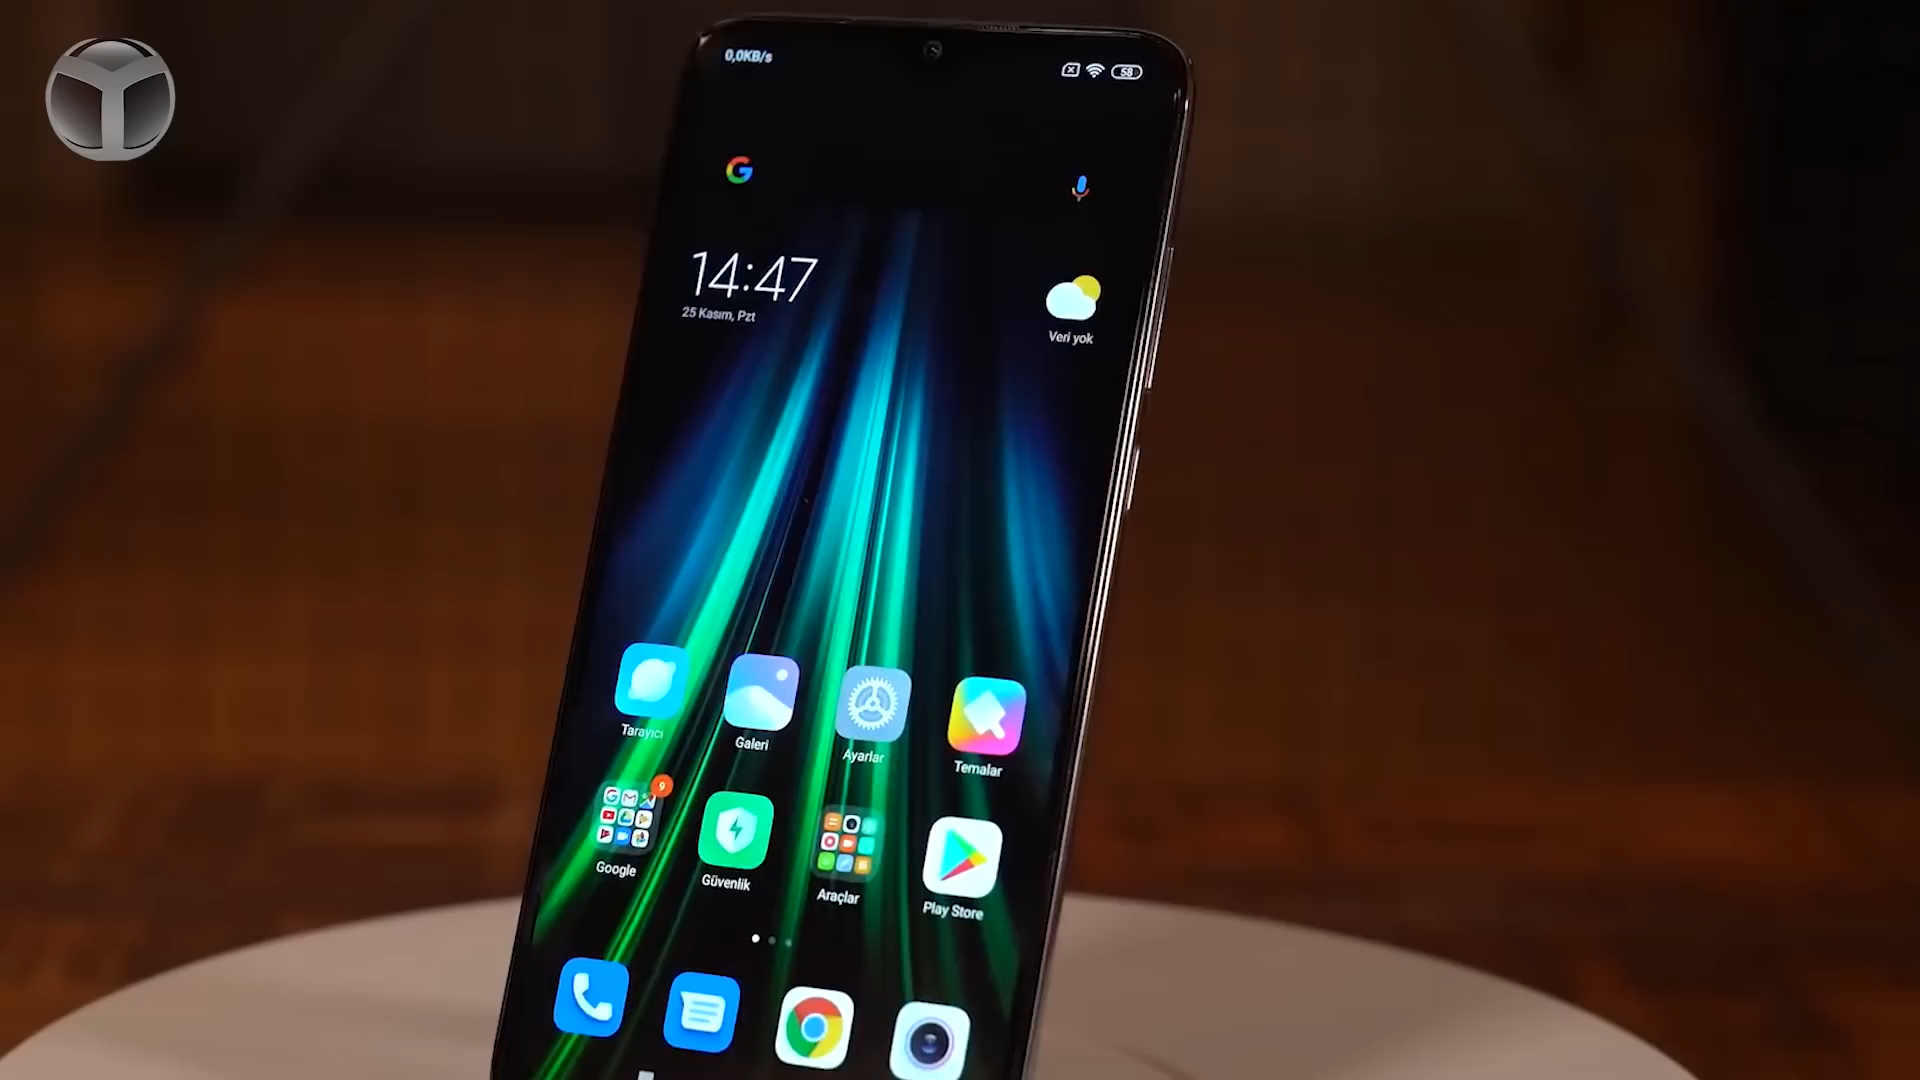 0,0KB/s
58
14:47
25 Kasım, Pzt
Veri yok
Tarayıcı
Galeri
Ayarlar
Temalar
9
Google
Güvenlik
Araçlar
Play Store